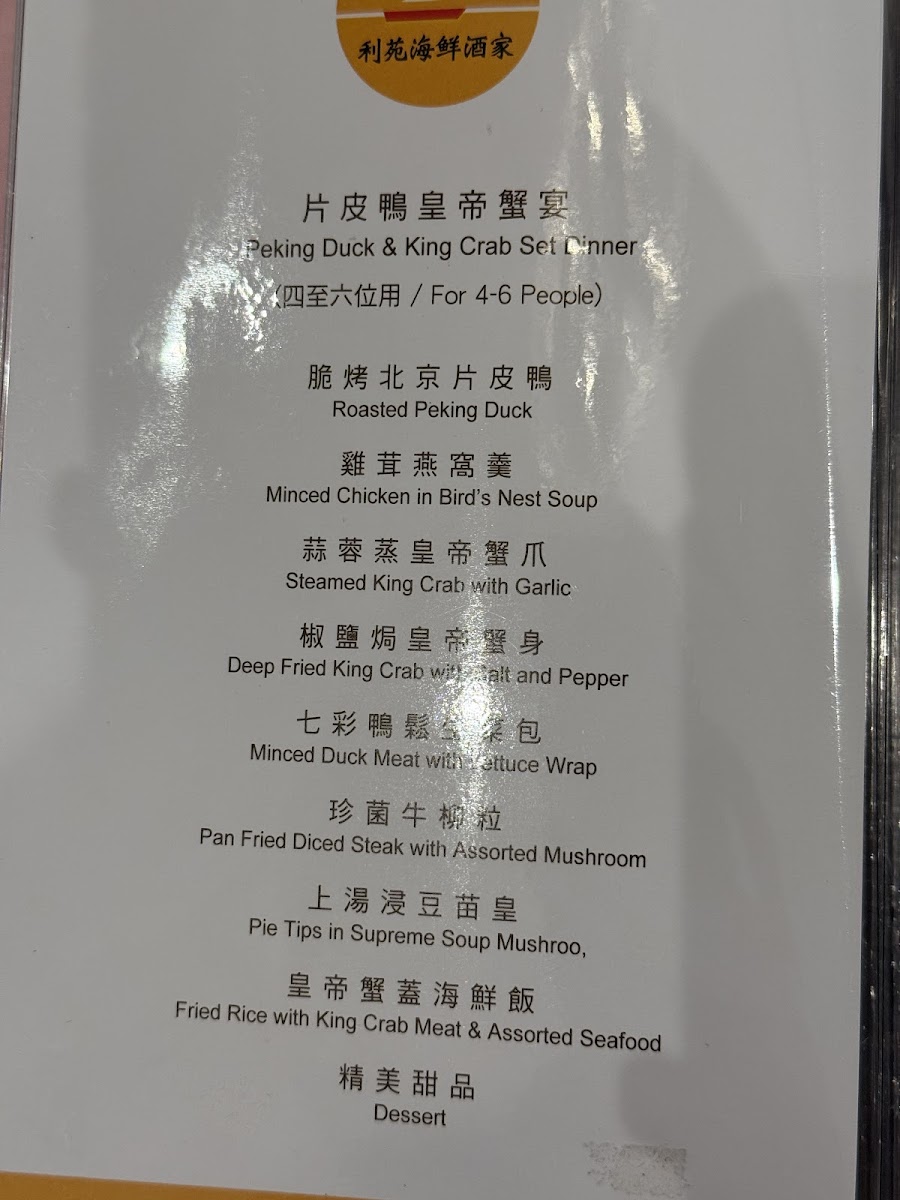 利苑海鲜酒家
片皮鴨皇帝蟹宴
Peking Duck & King Crab Set Dinner
(四至六位用 / For 4-6 People)
脆烤北京片皮鴨
Roasted Peking Duck
雞茸燕窩羹
Minced Chicken in Bird's Nest Soup
蒜蓉蒸皇帝蟹爪
Steamed King Crab with Garlic
椒鹽焗皇帝蟹身
Deep Fried King Crab with Salt and Pepper
七彩鴨鬆生菜包
Minced Duck Meat with Lettuce Wrap
珍菌牛柳粒
Pan Fried Diced Steak with Assorted Mushroom
上湯浸豆苗皇
Pie Tips in Supreme Soup Mushroo,
皇帝蟹蓋海鮮飯
Fried Rice with King Crab Meat & Assorted Seafood
精美甜品
Dessert